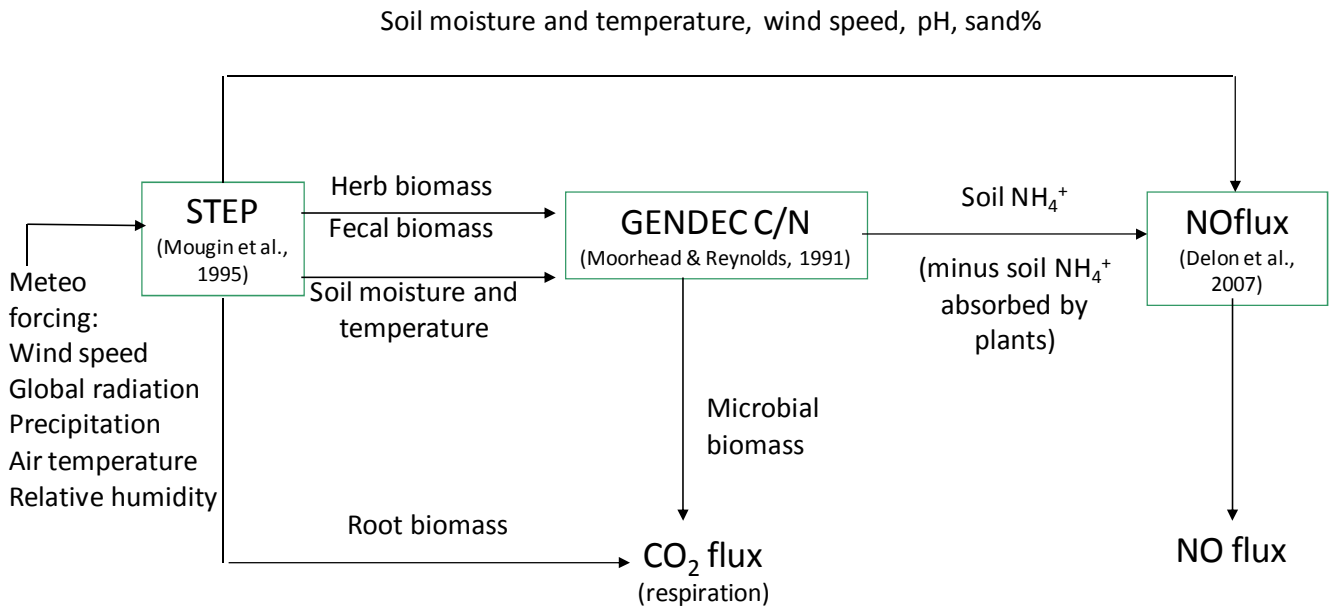 Soil moisture and temperature, wind speed, pH, sand%
STEP
(Mougin et al.,
1995)
Herb biomass
Fecal biomass
Soil moisture and
temperature
GENDEC C/N
(Moorhead & Reynolds, 1991)
Soil NH₄⁺
(minus soil NH₄⁺
absorbed by
plants)
NOflux
(Delon et al.,
2007)
Meteo
forcing:
Wind speed
Global radiation
Precipitation
Air temperature
Relative humidity
Microbial
biomass
Root biomass
CO₂ flux
(respiration)
NO flux